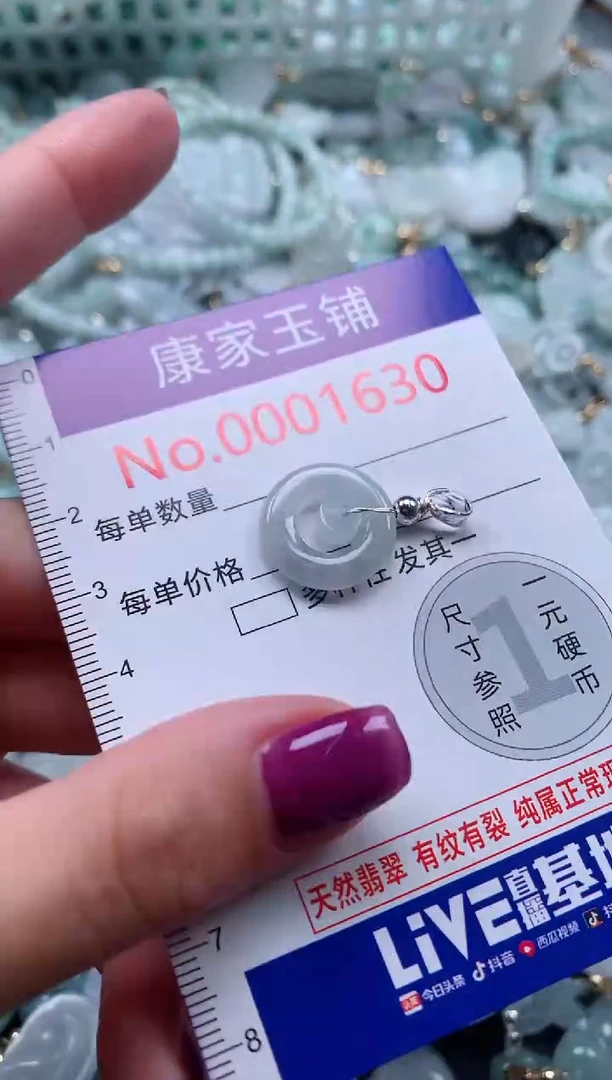 康家玉铺
No.0001630
每单数量
每单价格
发其一
尺寸参照
1
一元硬币
天然翡翠 有纹有裂 纯属正常现
LiVE直播基地
今日头条 抖音 西瓜视频
0
1
2
3
4
7
8